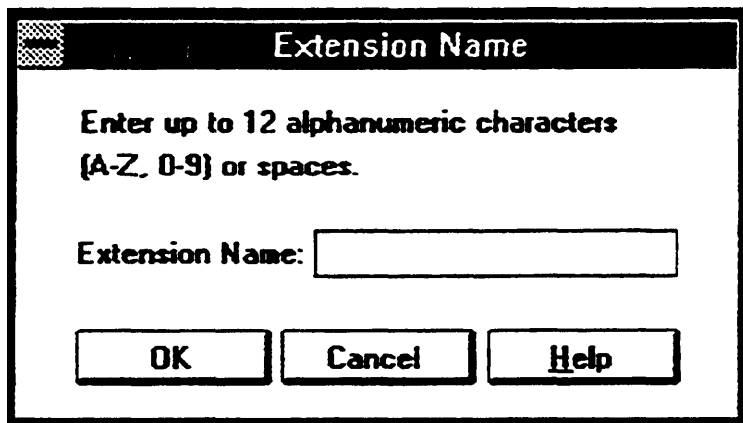 Extension Name
Enter up to 12 alphanumeric characters
(A-Z, 0-9) or spaces.
Extension Name:
OK Cancel Help